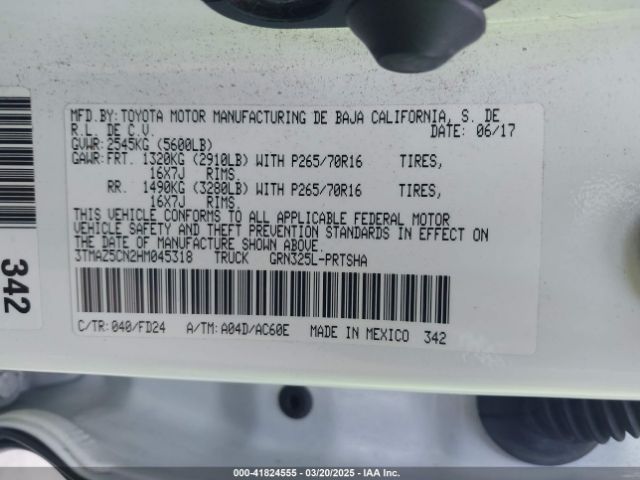 MFD.BY:TOYOTA MOTOR MANUFACTURING DE BAJA CALIFORNIA, S. DE
R.L. DE C.V. DATE: 06/17
GVWR:2545KG (5600LB)
GAWR:FRT. 1320KG (2910LB) WITH P265/70R16 TIRES,
16X7J RIMS.
RR. 1490KG (3280LB) WITH P265/70R16 TIRES,
16X7J RIMS.
THIS VEHICLE CONFORMS TO ALL APPLICABLE FEDERAL MOTOR
VEHICLE SAFETY AND THEFT PREVENTION STANDARDS IN EFFECT ON
THE DATE OF MANUFACTURE SHOWN ABOVE.
3TMAZ5CN2HM045318 TRUCK GRN325L-PRTSHA
C/TR:040/FD24 A/TM:A04D/AC60E MADE IN MEXICO 342
342
000-41824555 — 03/20/2025 — IAA Inc.